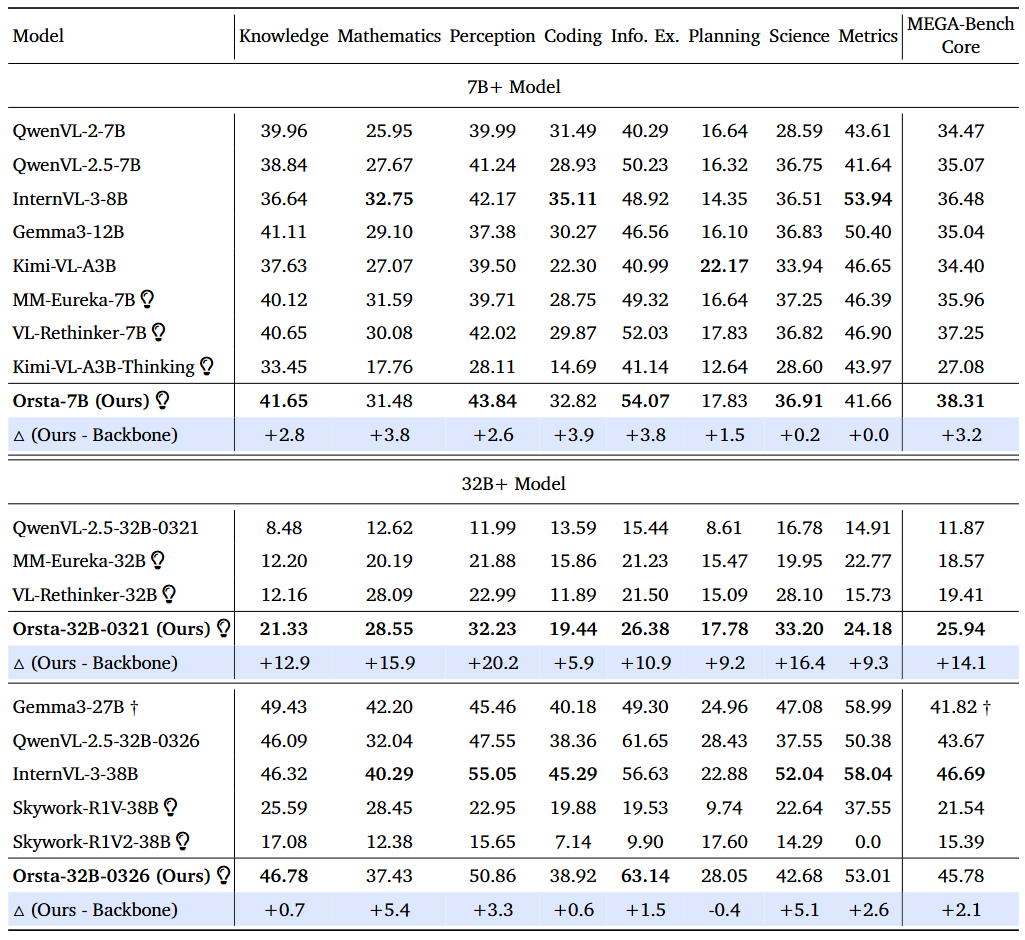 Model Knowledge Mathematics Perception Coding Info. Ex. Planning Science Metrics MEGA-Bench Core
7B+ Model
QwenVL-2-7B 39.96 25.95 39.99 31.49 40.29 16.64 28.59 43.61 34.47
QwenVL-2.5-7B 38.84 27.67 41.24 28.93 50.23 16.32 36.75 41.64 35.07
InternVL-3-8B 36.64 32.75 42.17 35.11 48.92 14.35 36.51 53.94 36.48
Gemma3-12B 41.11 29.10 37.38 30.27 46.56 16.10 36.83 50.40 35.04
Kimi-VL-A3B 37.63 27.07 39.50 22.30 40.99 22.17 33.94 46.65 34.40
MM-Eureka-7B 40.12 31.59 39.71 28.75 49.32 16.64 37.25 46.39 35.96
VL-Rethinker-7B 40.65 30.08 42.02 29.87 52.03 17.83 36.82 46.90 37.25
Kimi-VL-A3B-Thinking 33.45 17.76 28.11 14.69 41.14 12.64 28.60 43.97 27.08
Orsta-7B (Ours) 41.65 31.48 43.84 32.82 54.07 17.83 36.91 41.66 38.31
△ (Ours - Backbone) +2.8 +3.8 +2.6 +3.9 +3.8 +1.5 +0.2 +0.0 +3.2
32B+ Model
QwenVL-2.5-32B-0321 8.48 12.62 11.99 13.59 15.44 8.61 16.78 14.91 11.87
MM-Eureka-32B 12.20 20.19 21.88 15.86 21.23 15.47 19.95 22.77 18.57
VL-Rethinker-32B 12.16 28.09 22.99 11.89 21.50 15.09 28.10 15.73 19.41
Orsta-32B-0321 (Ours) 21.33 28.55 32.23 19.44 26.38 17.78 33.20 24.18 25.94
△ (Ours - Backbone) +12.9 +15.9 +20.2 +5.9 +10.9 +9.2 +16.4 +9.3 +14.1
Gemma3-27B † 49.43 42.20 45.46 40.18 49.30 24.96 47.08 58.99 41.82 †
QwenVL-2.5-32B-0326 46.09 32.04 47.55 38.36 61.65 28.43 37.55 50.38 43.67
InternVL-3-38B 46.32 40.29 55.05 45.29 56.63 22.88 52.04 58.04 46.69
Skywork-R1V-38B 25.59 28.45 22.95 19.88 19.53 9.74 22.64 37.55 21.54
Skywork-R1V2-38B 17.08 12.38 15.65 7.14 9.90 17.60 14.29 0.0 15.39
Orsta-32B-0326 (Ours) 46.78 37.43 50.86 38.92 63.14 28.05 42.68 53.01 45.78
△ (Ours - Backbone) +0.7 +5.4 +3.3 +0.6 +1.5 -0.4 +5.1 +2.6 +2.1